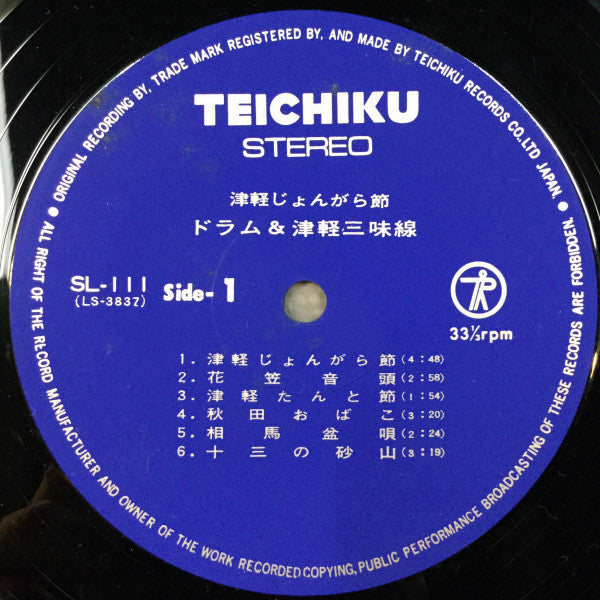 ● ORIGINAL RECORDING BY, TRADE MARK REGISTERED BY, AND MADE BY TEICHIKU RECORDS CO., LTD JAPAN. ●
TEICHIKU
STEREO
津軽じょんがら節
ドラム&津軽三味線
SL-111
(LS-3837)
Side-1
33⅓rpm
1. 津軽じょんがら節(4:48)
2. 花笠音頭(2:58)
3. 津軽たんと節(1:54)
4. 秋田おばこ(3:20)
5. 相馬盆唄(2:24)
6. 十三の砂山(3:19)
ALL RIGHT OF THE RECORD MANUFACTURER AND OWNER OF THE WORK RECORDED COPYING, PUBLIC PERFORMANCE BROADCASTING OF THESE RECORDS ARE FORBIDDEN.